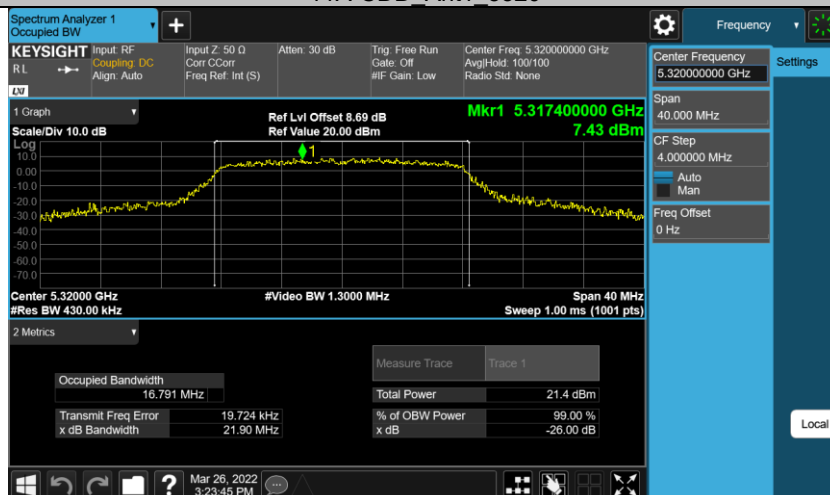 Spectrum Analyzer 1
Occupied BW
Frequency
KEYSIGHT
RL
LXI
Input: RF
Coupling: DC
Align: Auto
Input Z: 50 Ω
Corr CCorr
Freq Ref: Int (S)
Atten: 30 dB
Trig: Free Run
Gate: Off
#IF Gain: Low
Center Freq: 5.320000000 GHz
Avg|Hold: 100/100
Radio Std: None
Center Frequency
5.320000000 GHz
Settings
Span
40.000 MHz
CF Step
4.000000 MHz
Auto
Man
Freq Offset
0 Hz
1 Graph
Scale/Div 10.0 dB
Ref Lvl Offset 8.69 dB
Ref Value 20.00 dBm
Mkr1 5.317400000 GHz
7.43 dBm
Log
1
10.0
0.00
-10.0
-20.0
-30.0
-40.0
-50.0
-60.0
-70.0
Center 5.32000 GHz
#Res BW 430.00 kHz
#Video BW 1.3000 MHz
Span 40 MHz
Sweep 1.00 ms (1001 pts)
2 Metrics
Measure Trace Trace 1
Occupied Bandwidth
16.791 MHz
Total Power 21.4 dBm
Transmit Freq Error 19.724 kHz
% of OBW Power 99.00 %
x dB Bandwidth 21.90 MHz
x dB -26.00 dB
Local
Mar 26, 2022
3:23:45 PM